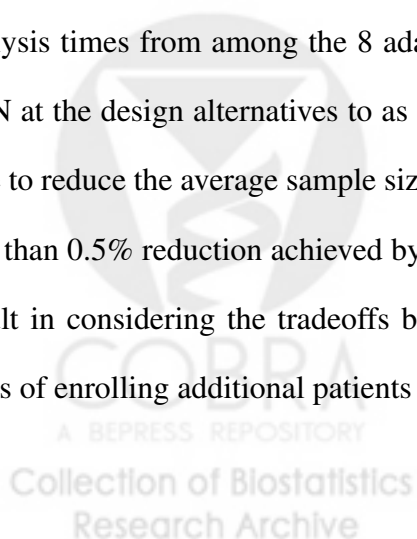 lysis times from among the 8 ada
N at the design alternatives to as
to reduce the average sample siz
than 0.5% reduction achieved by
ult in considering the tradeoffs b
s of enrolling additional patients
COBRA
A BEPRESS REPOSITORY
Collection of Biostatistics
Research Archive